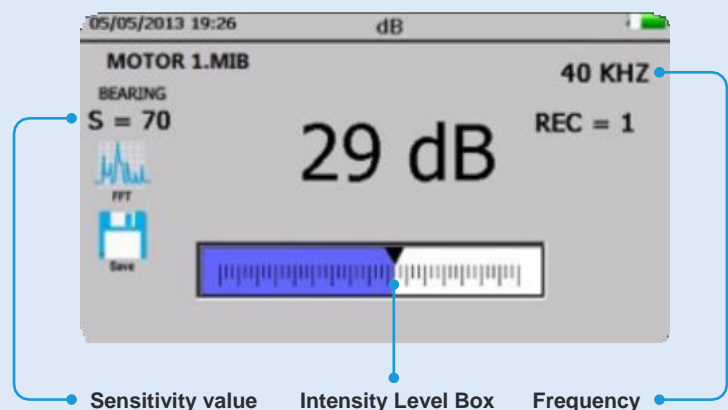 05/05/2013 19:26 dB
MOTOR 1.MIB
40 KHZ
BEARING
S = 70
REC = 1
29 dB
FFT
Save
Sensitivity value Intensity Level Box Frequency